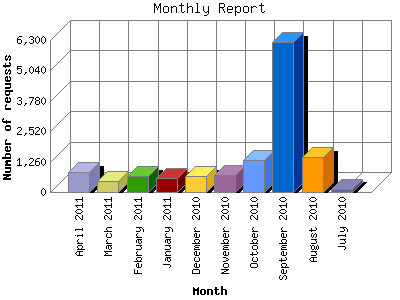 Monthly Report
Number of requests
6,300
5,040
3,780
2,520
1,260
0
April 2011
March 2011
February 2011
January 2011
December 2010
November 2010
October 2010
September 2010
August 2010
July 2010
Month